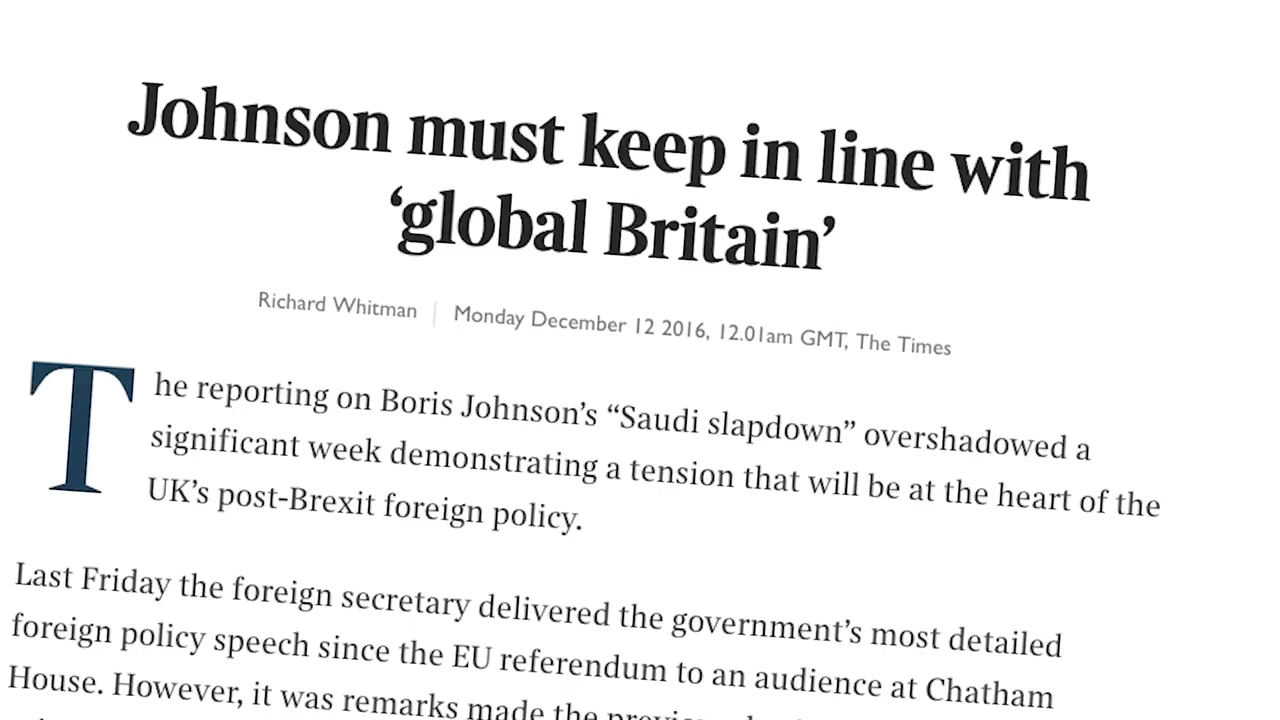 Johnson must keep in line with
‘global Britain’
Richard Whitman | Monday December 12 2016, 12.01am GMT, The Times
The reporting on Boris Johnson’s “Saudi slapdown” overshadowed a
significant week demonstrating a tension that will be at the heart of the
UK’s post-Brexit foreign policy.
Last Friday the foreign secretary delivered the government’s most detailed
foreign policy speech since the EU referendum to an audience at Chatham
House. However, it was remarks made the